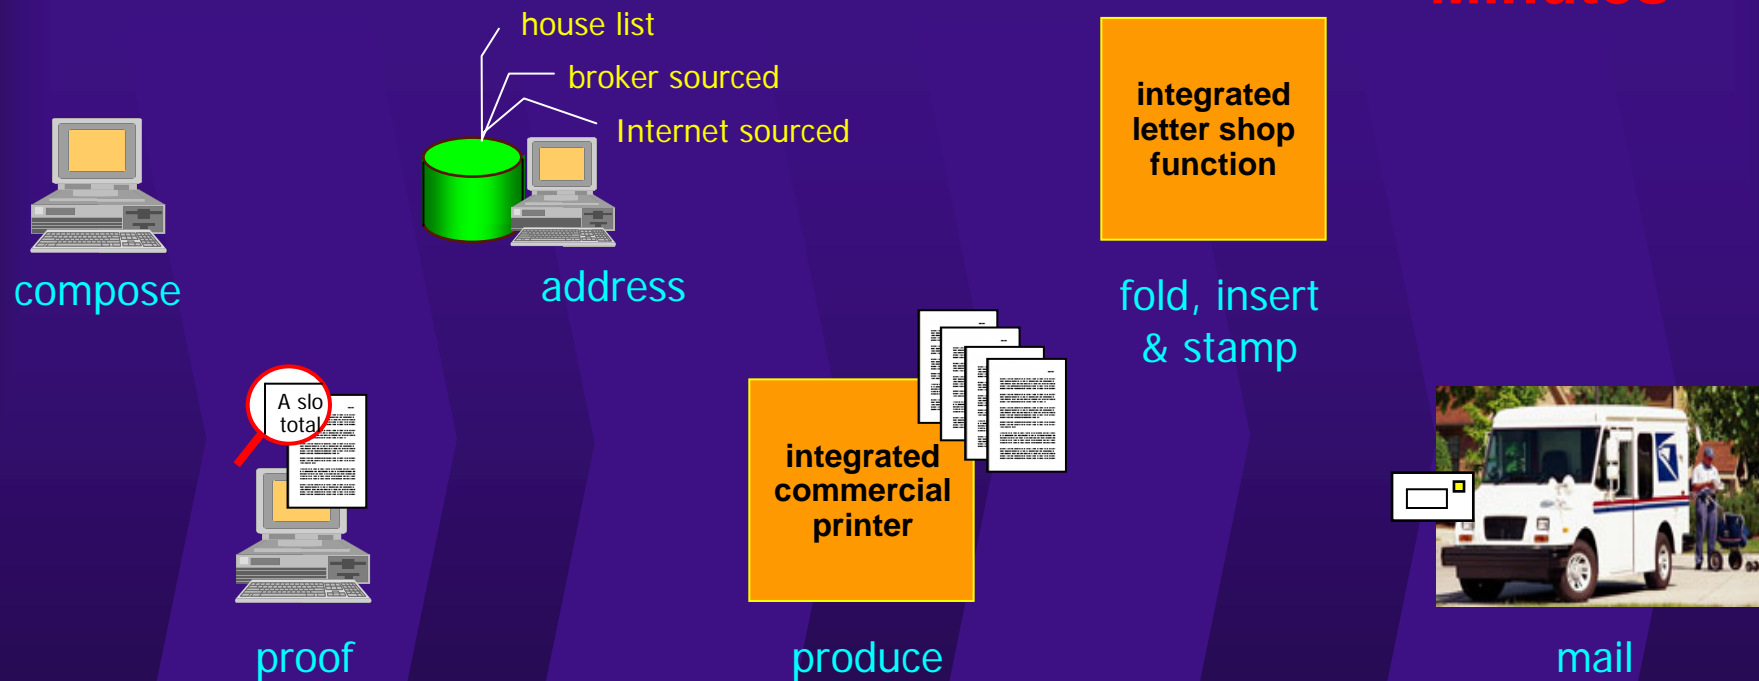 Minutes
house list
broker sourced
Internet sourced
integrated
letter shop
function
compose
address
fold, insert
& stamp
A slo
total
integrated
commercial
printer
proof
produce
mail